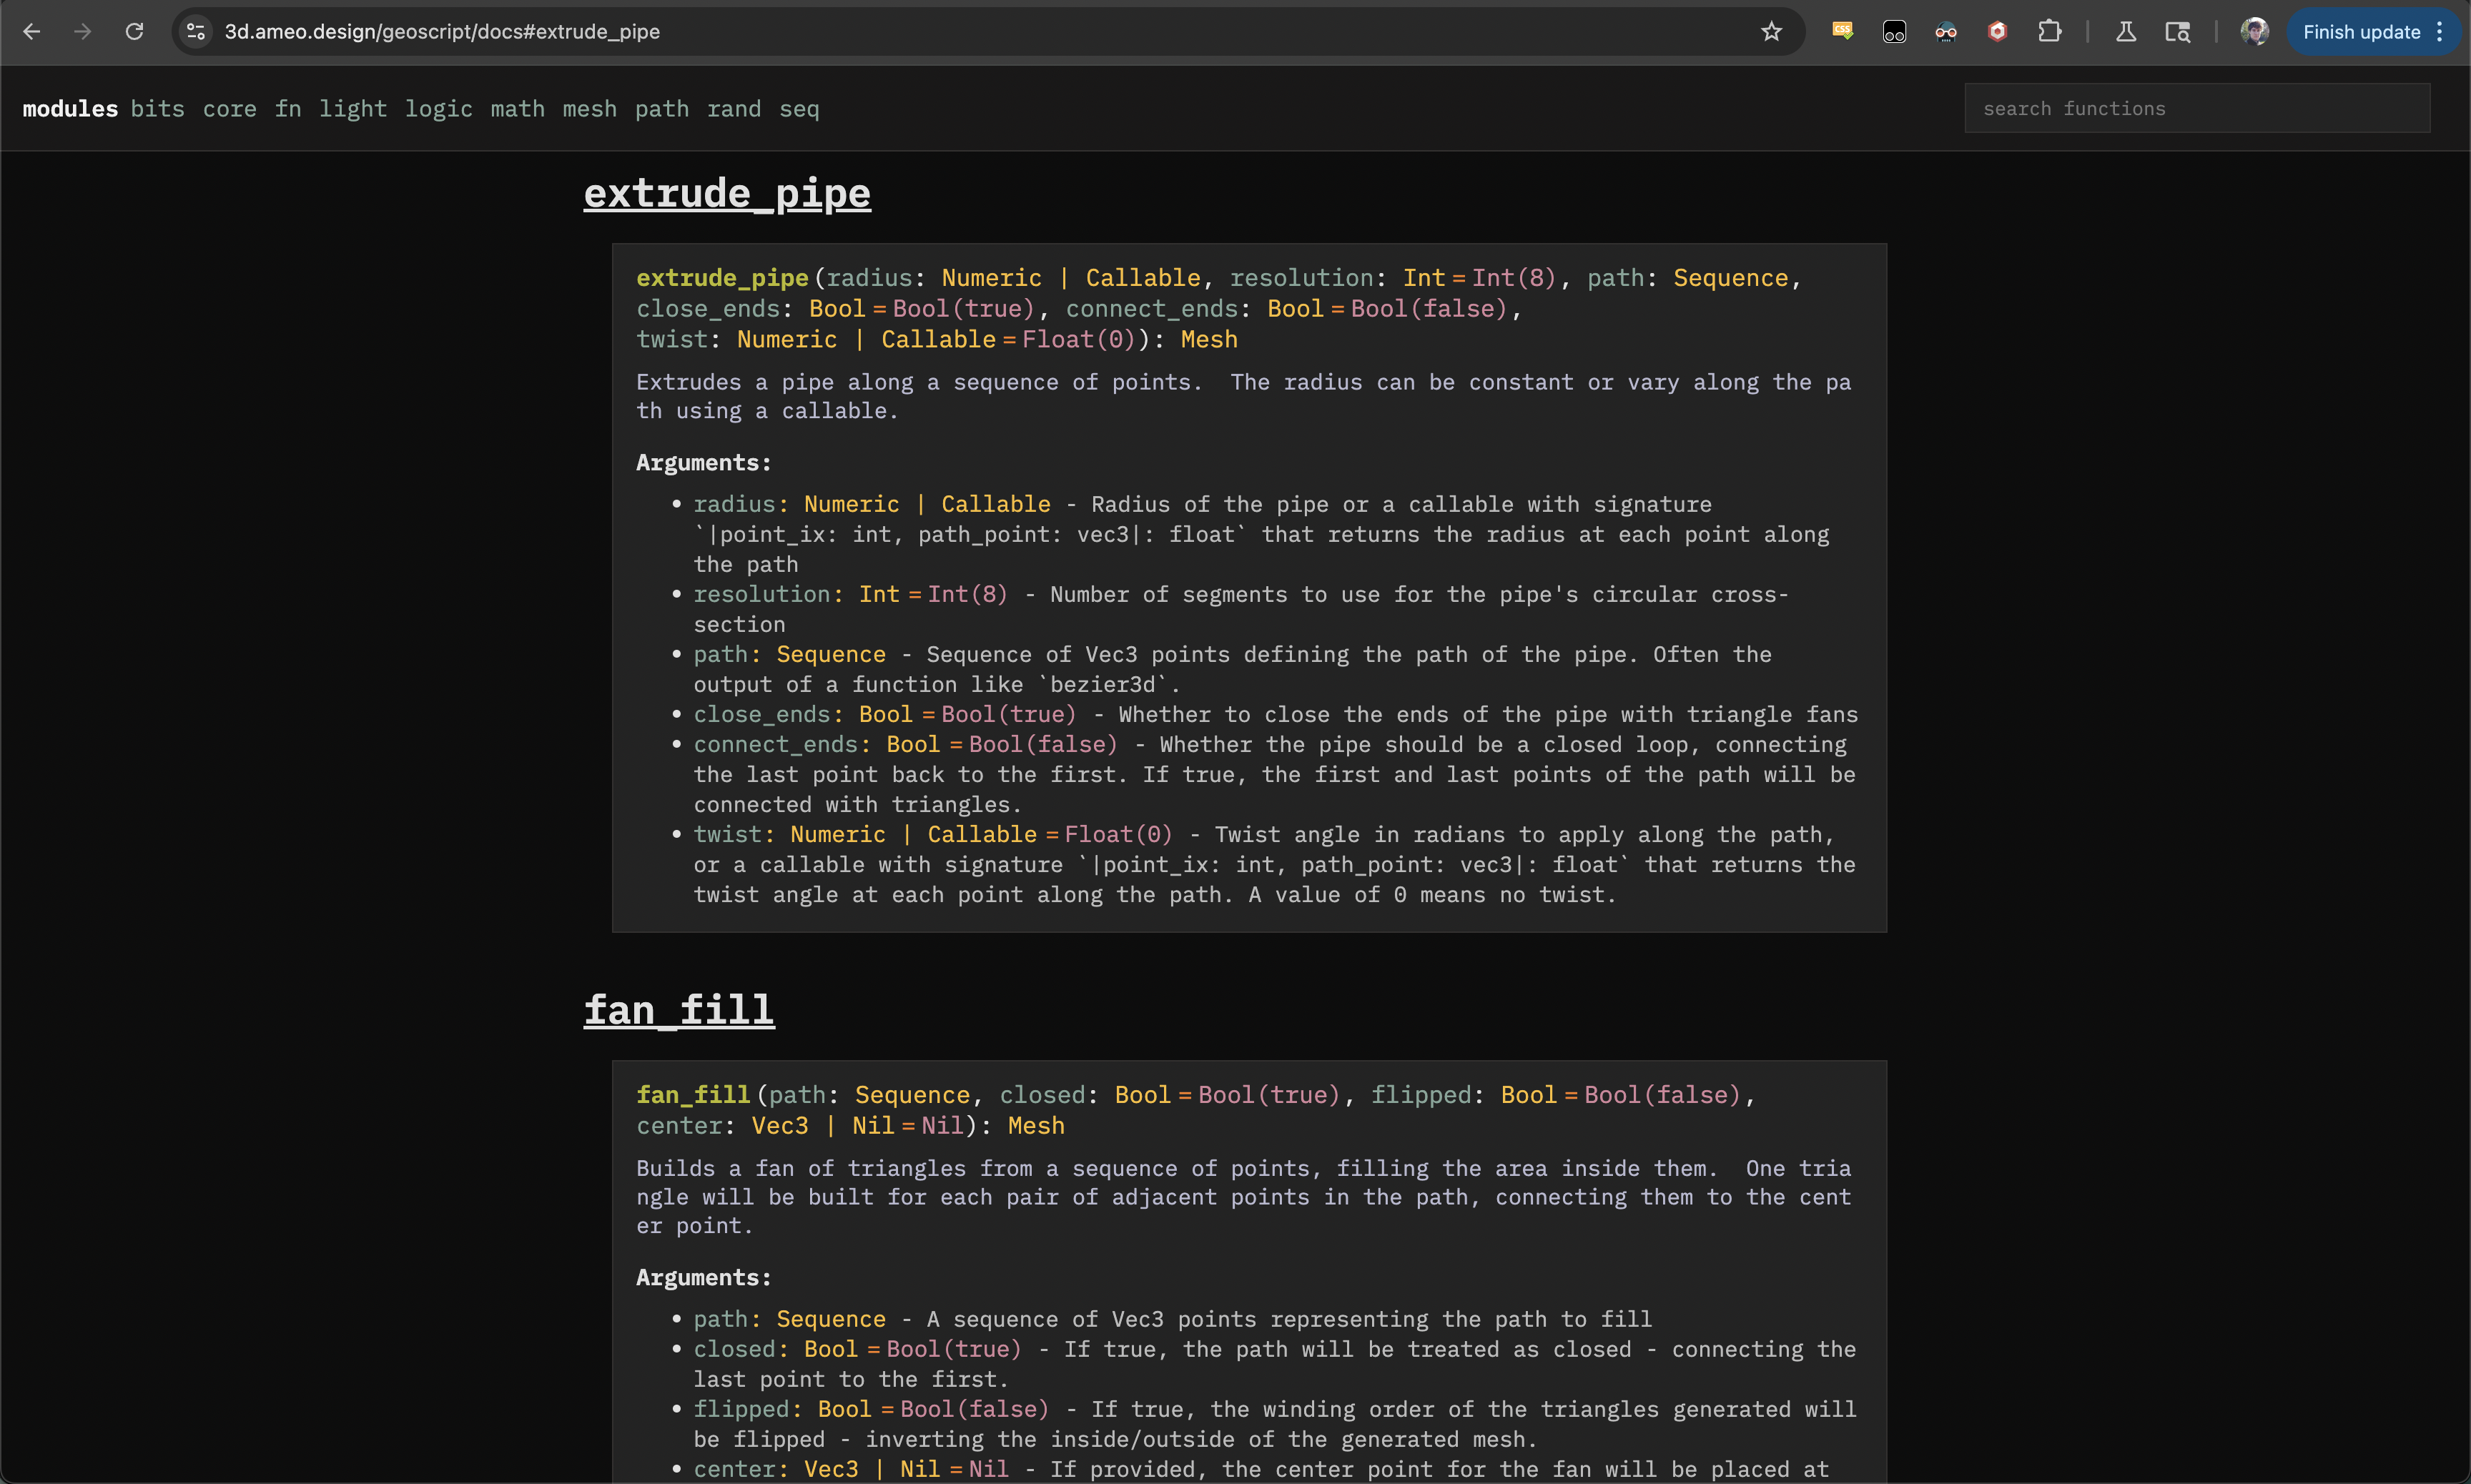 3d.ameo.design/geoscript/docs#extrude_pipe
CSS
Finish update
modules bits core fn light logic math mesh path rand seq
search functions
extrude_pipe
extrude_pipe(radius: Numeric | Callable, resolution: Int=Int(8), path: Sequence,
close_ends: Bool=Bool(true), connect_ends: Bool=Bool(false),
twist: Numeric | Callable=Float(0)): Mesh
Extrudes a pipe along a sequence of points.  The radius can be constant or vary along the pa
th using a callable.
Arguments:
• radius: Numeric | Callable - Radius of the pipe or a callable with signature
`|point_ix: int, path_point: vec3|: float` that returns the radius at each point along
the path
• resolution: Int=Int(8) - Number of segments to use for the pipe's circular cross-
section
• path: Sequence - Sequence of Vec3 points defining the path of the pipe. Often the
output of a function like `bezier3d`.
• close_ends: Bool=Bool(true) - Whether to close the ends of the pipe with triangle fans
• connect_ends: Bool=Bool(false) - Whether the pipe should be a closed loop, connecting
the last point back to the first. If true, the first and last points of the path will be
connected with triangles.
• twist: Numeric | Callable=Float(0) - Twist angle in radians to apply along the path,
or a callable with signature `|point_ix: int, path_point: vec3|: float` that returns the
twist angle at each point along the path. A value of 0 means no twist.
fan_fill
fan_fill(path: Sequence, closed: Bool=Bool(true), flipped: Bool=Bool(false),
center: Vec3 | Nil=Nil): Mesh
Builds a fan of triangles from a sequence of points, filling the area inside them.  One tria
ngle will be built for each pair of adjacent points in the path, connecting them to the cent
er point.
Arguments:
• path: Sequence - A sequence of Vec3 points representing the path to fill
• closed: Bool=Bool(true) - If true, the path will be treated as closed - connecting the
last point to the first.
• flipped: Bool=Bool(false) - If true, the winding order of the triangles generated will
be flipped - inverting the inside/outside of the generated mesh.
• center: Vec3 | Nil=Nil - If provided, the center point for the fan will be placed at